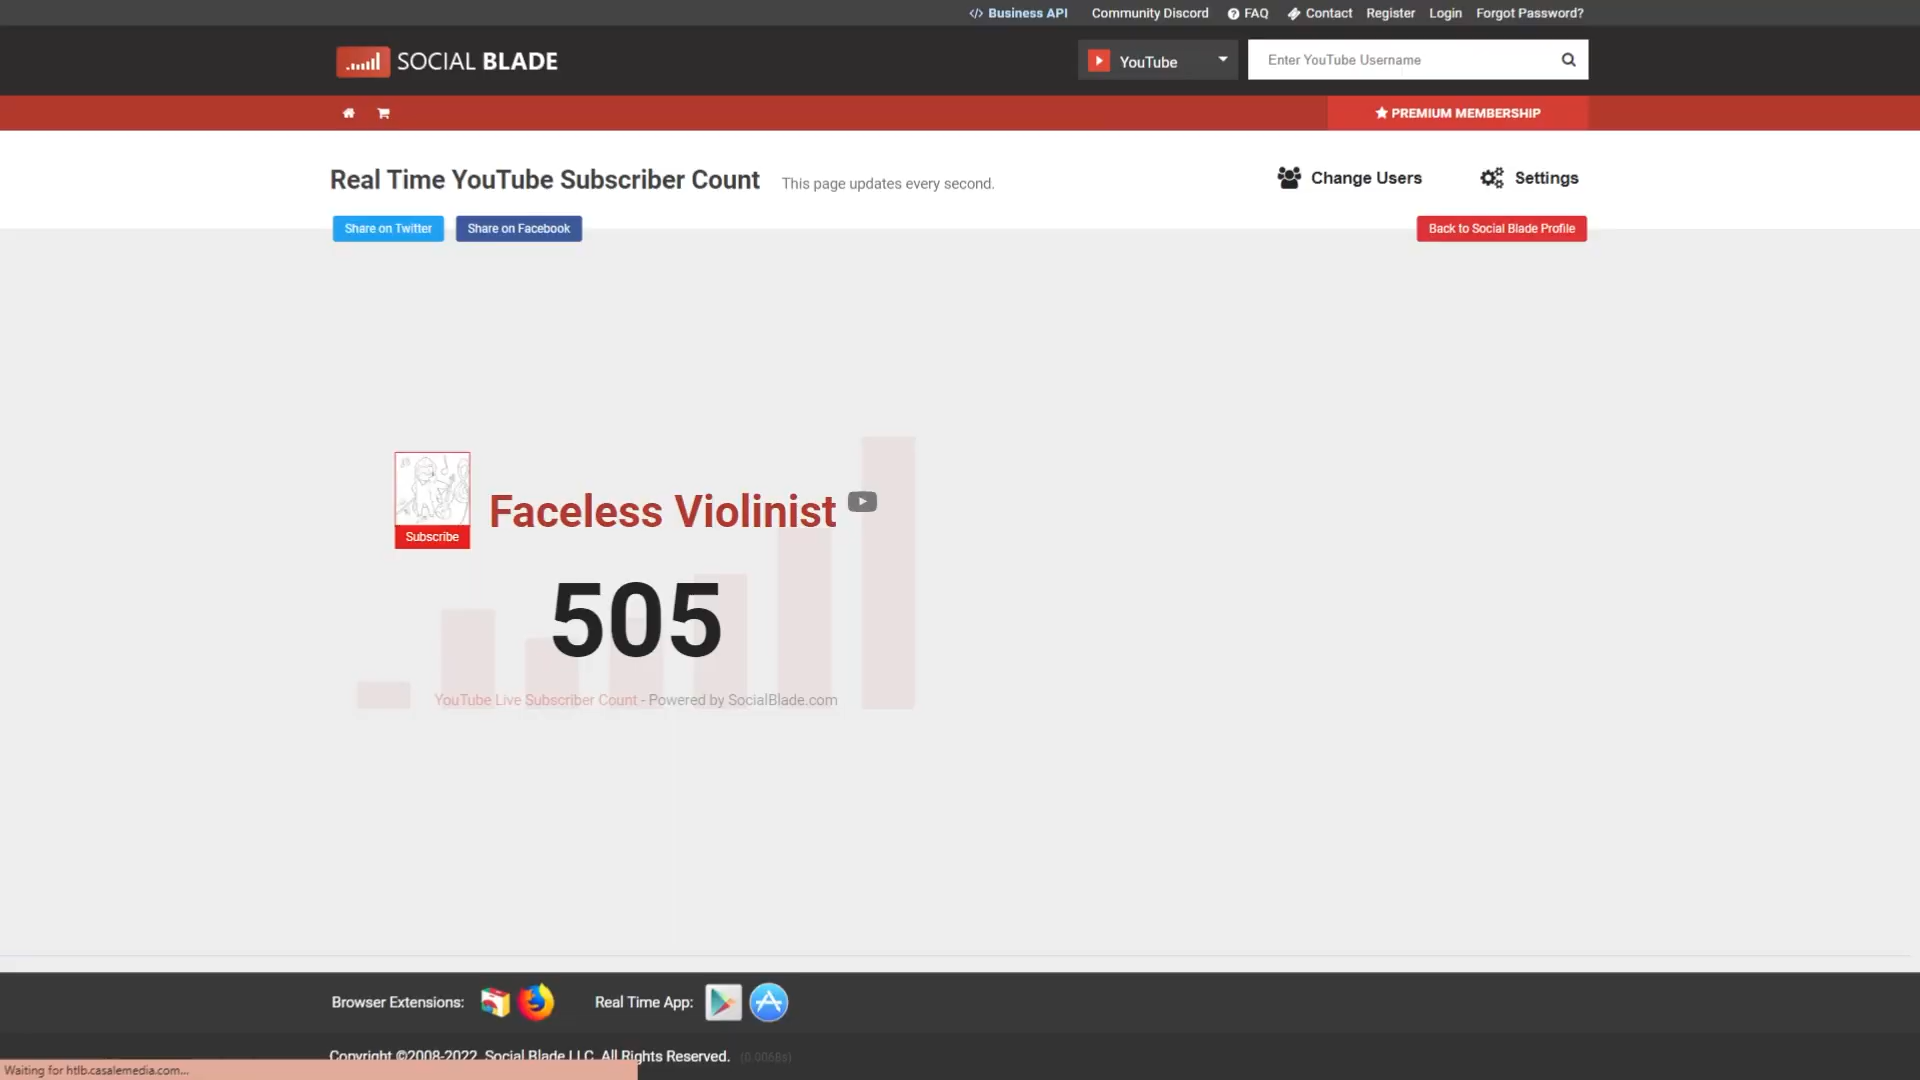 </> Business API Community Discord FAQ Contact Register Login Forgot Password?
SOCIAL BLADE YouTube Enter YouTube Username
PREMIUM MEMBERSHIP
Real Time YouTube Subscriber Count This page updates every second. Change Users Settings
Share on Twitter Share on Facebook Back to Social Blade Profile
Faceless Violinist
Subscribe
505
YouTube Live Subscriber Count - Powered by SocialBlade.com
Browser Extensions: Real Time App:
Copyright ©2008-2022 Social Blade LLC. All Rights Reserved. (0.0068s)
Waiting for htlb.casalemedia.com...